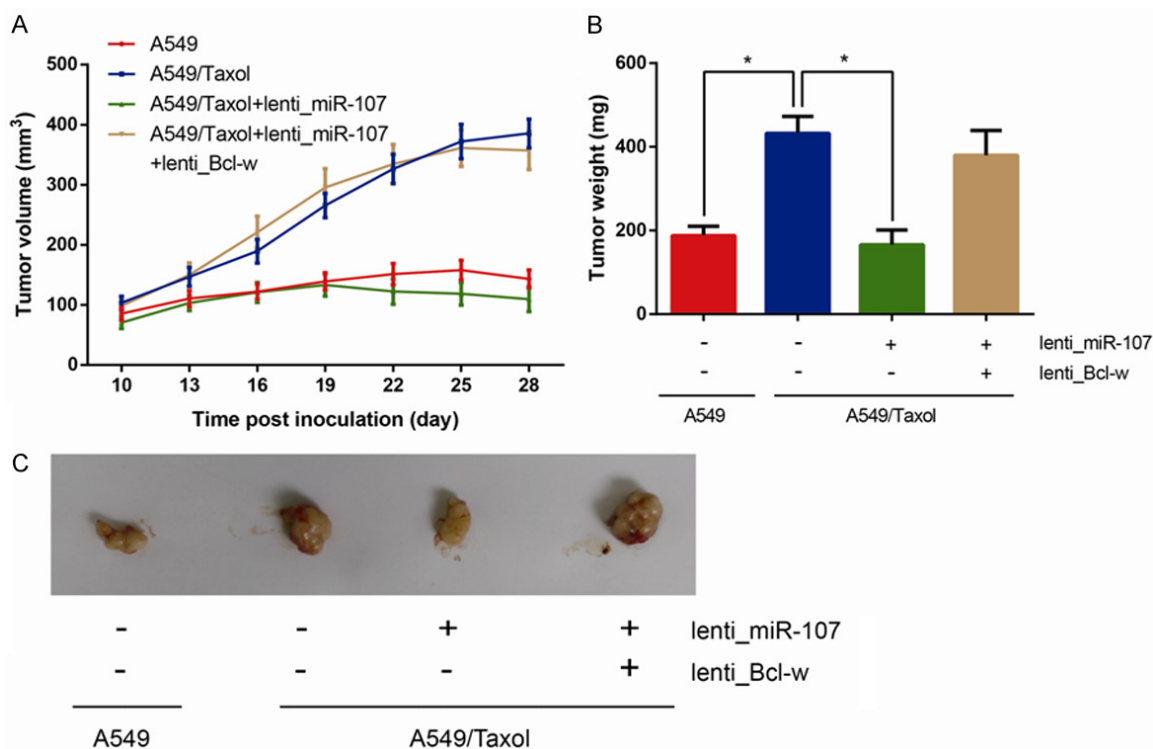 A
A549
A549/Taxol
A549/Taxol+lenti_miR-107
A549/Taxol+lenti_miR-107
+lenti_Bcl-w
500
400
300
200
100
0
Tumor volume (mm³)
10 13 16 19 22 25 28
Time post inoculation (day)
B
600
400
200
0
Tumor weight (mg)
* *
- - + + lenti_miR-107
- - - + lenti_Bcl-w
A549 A549/Taxol
C
- - + + lenti_miR-107
- - - + lenti_Bcl-w
A549 A549/Taxol